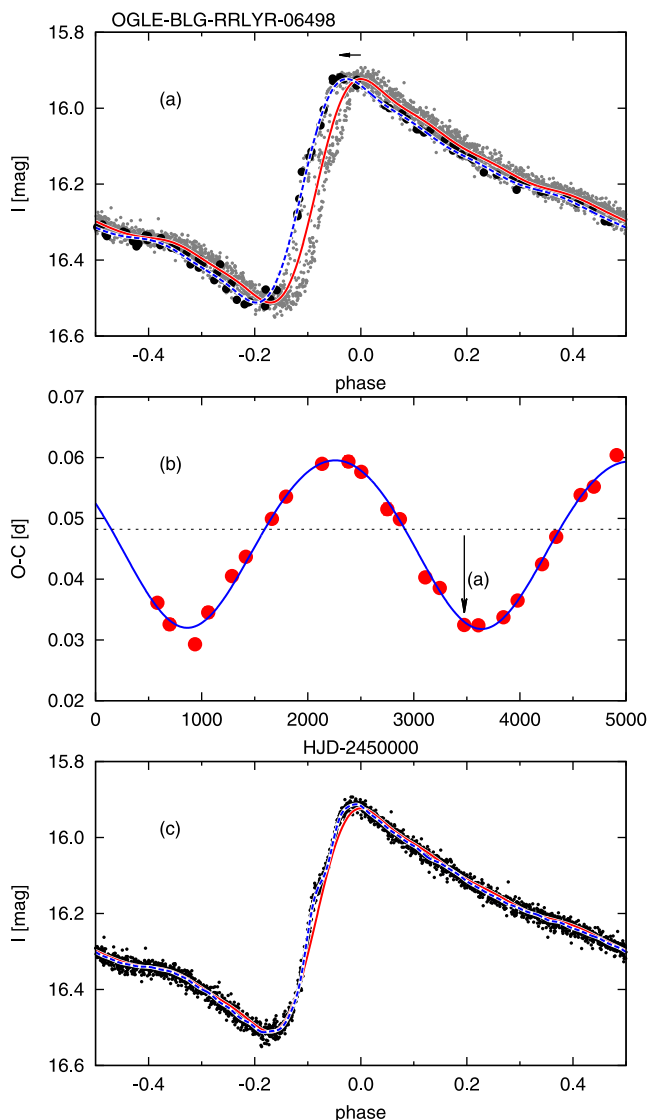 OGLE-BLG-RRLYR-06498
15.8
(a)
16.0
I [mag]
16.2
16.4
16.6
-0.4 -0.2 0.0 0.2 0.4
phase
0.07
(b)
0.06
O-C [d]
0.05
(a)
0.04
0.03
0.02
0 1000 2000 3000 4000 5000
HJD-2450000
15.8
(c)
16.0
I [mag]
16.2
16.4
16.6
-0.4 -0.2 0.0 0.2 0.4
phase